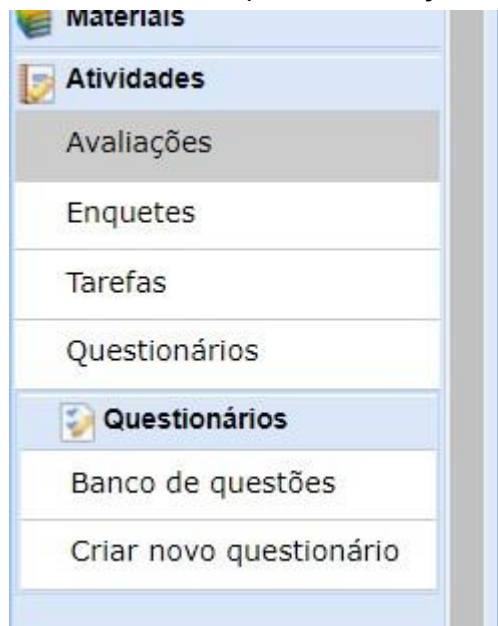 Materiais
Atividades
Avaliações
Enquetes
Tarefas
Questionários
Questionários
Banco de questões
Criar novo questionário